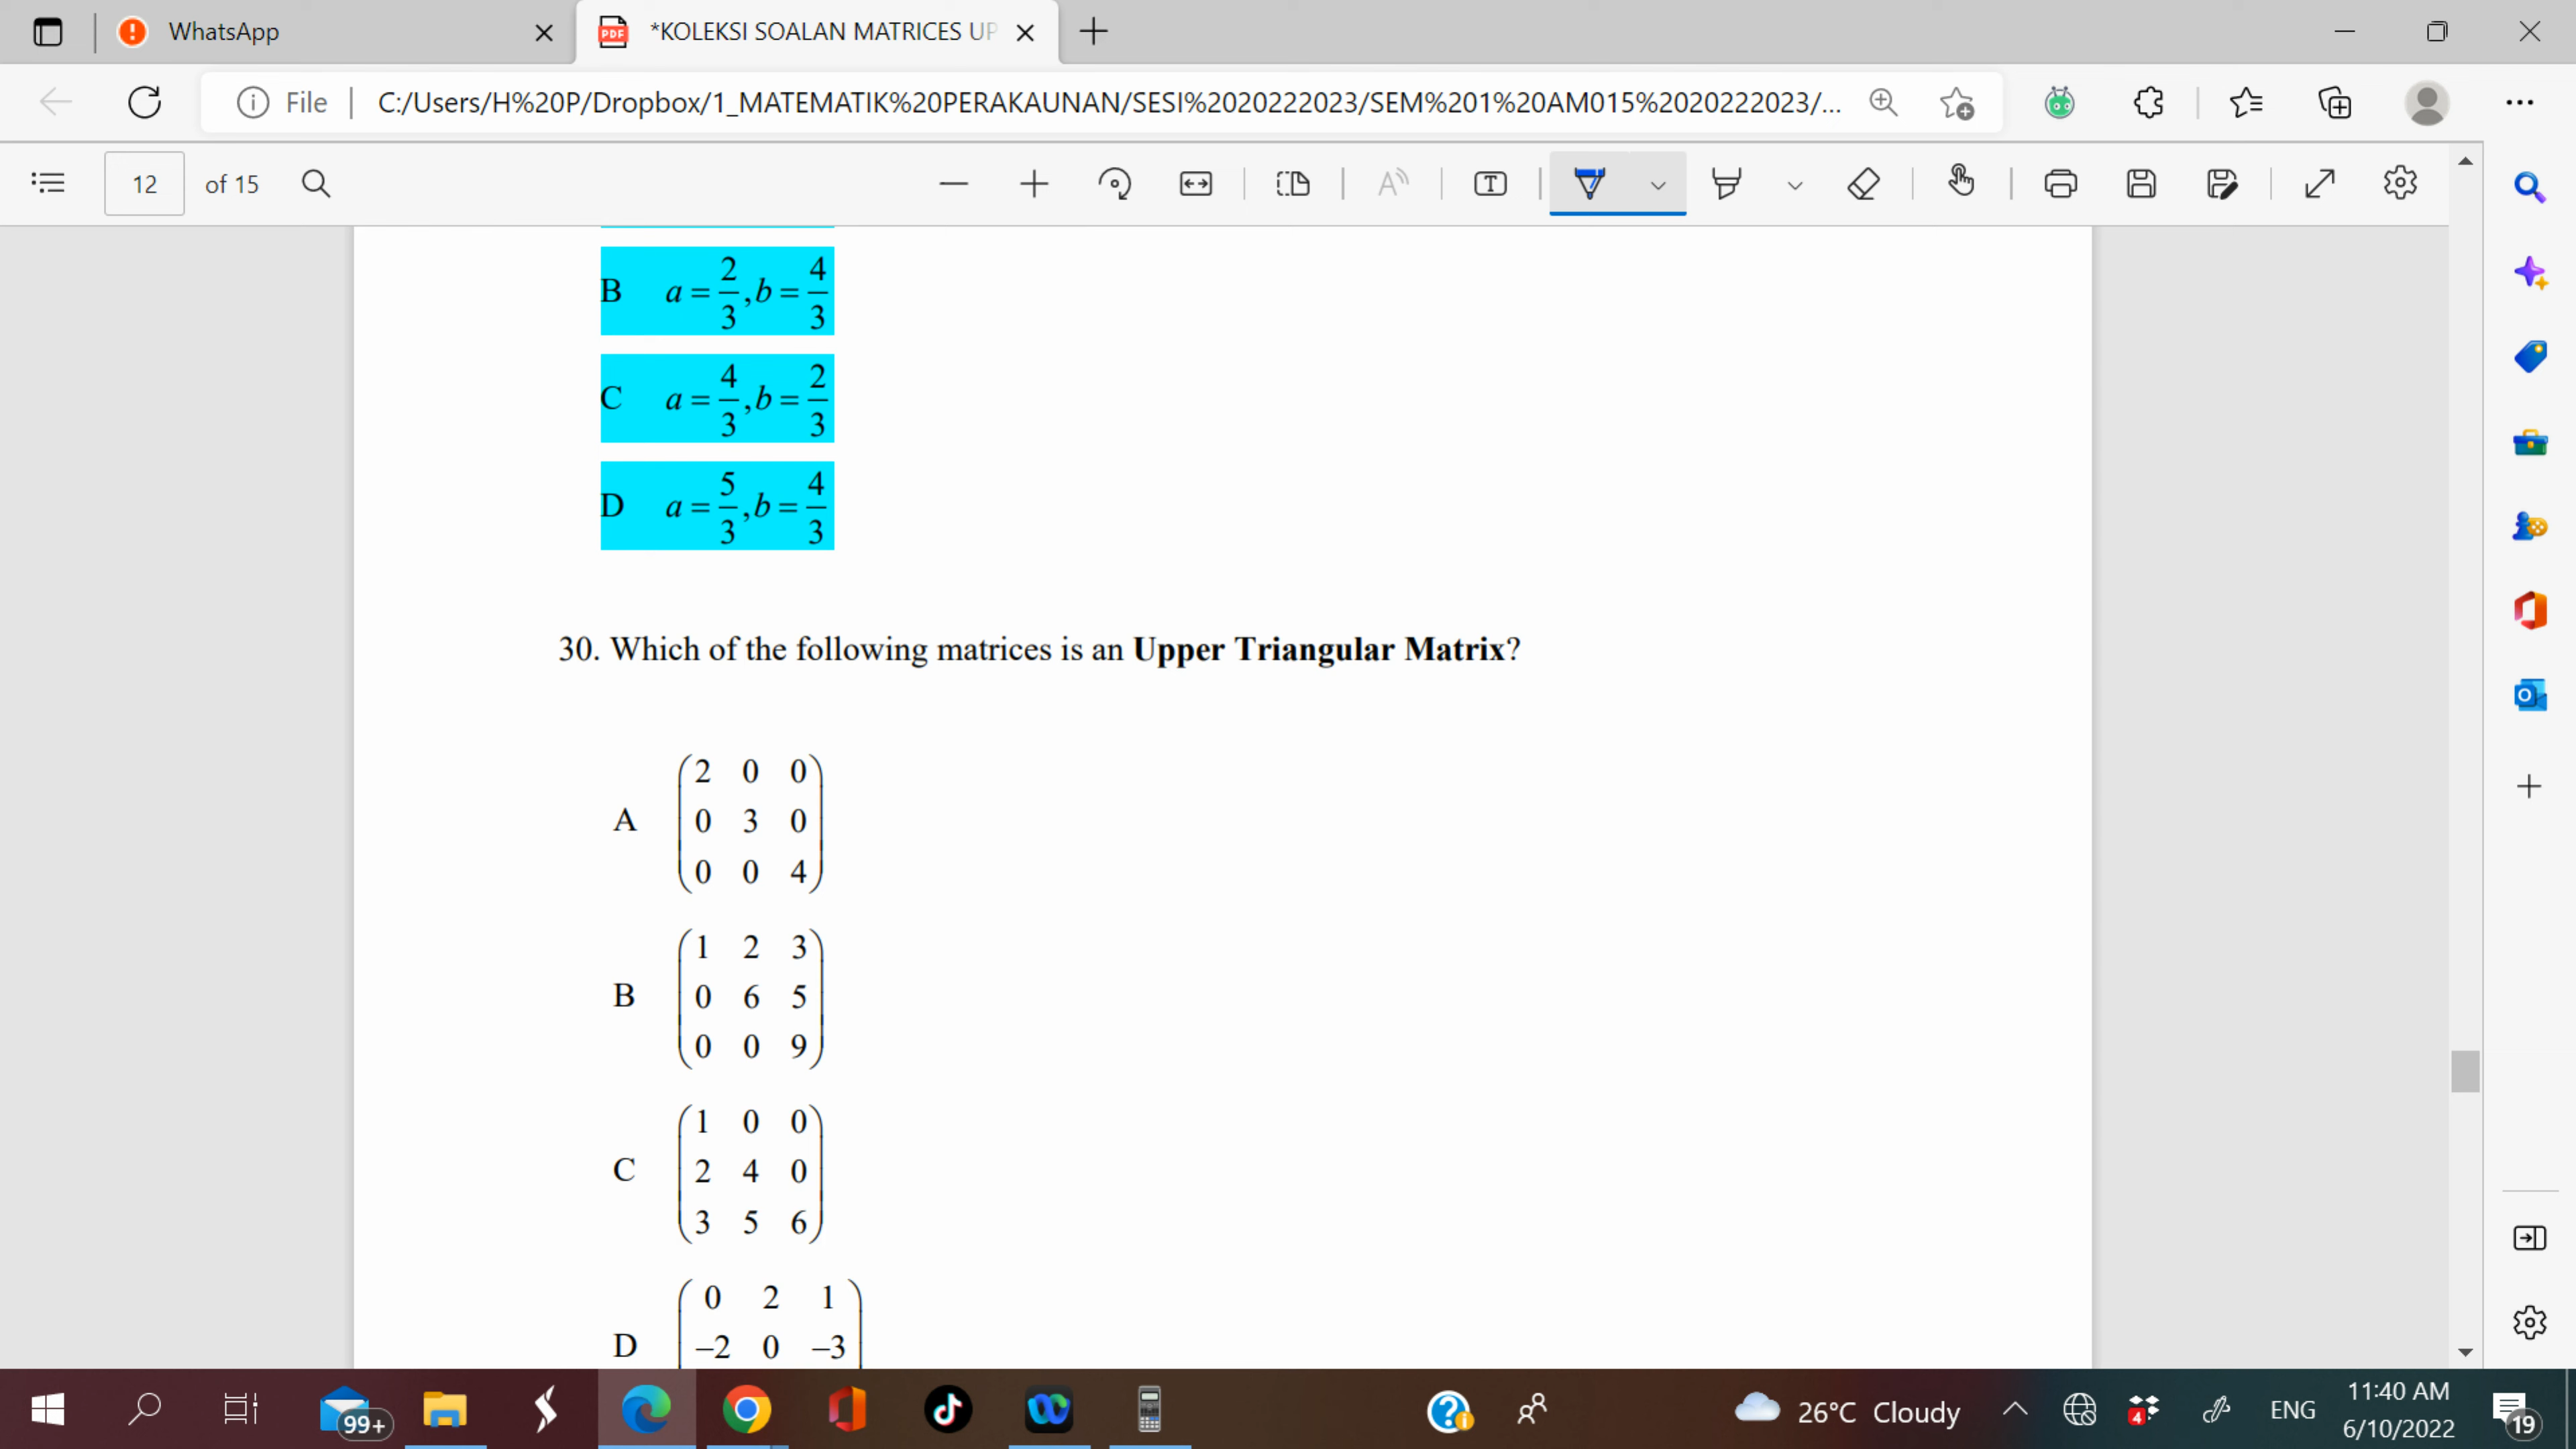 WhatsApp
*KOLEKSI SOALAN MATRICES UP
File
C:/Users/H%20P/Dropbox/1_MATEMATIK%20PERAKAUNAN/SESI%2020222023/SEM%201%20AM015%2020222023/...
12 of 15
B a = 2/3, b = 4/3
C a = 4/3, b = 2/3
D a = 5/3, b = 4/3
30. Which of the following matrices is an Upper Triangular Matrix?
2 0 0
A 0 3 0
0 0 4
1 2 3
B 0 6 5
0 0 9
1 0 0
C 2 4 0
3 5 6
0 2 1
D −2 0 −3
99+
26°C Cloudy
4
ENG
11:40 AM
6/10/2022
19